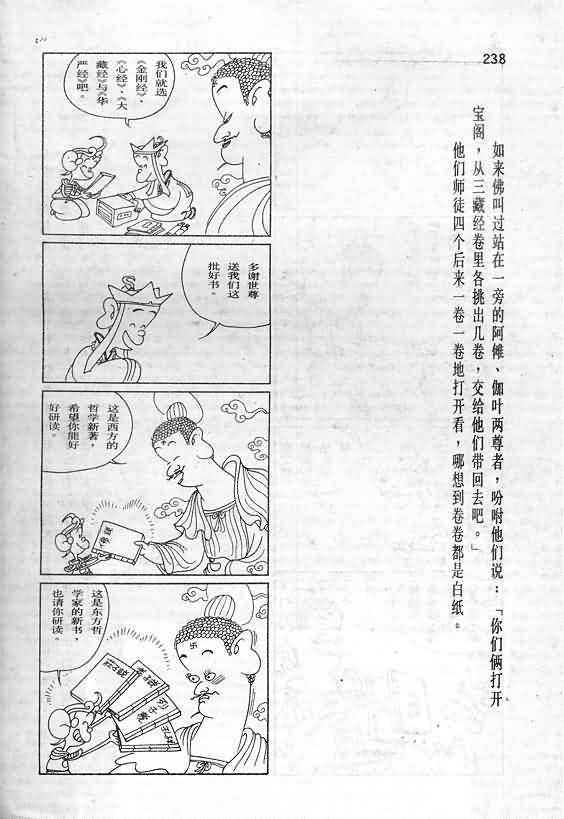 238
如来佛叫过站在一旁的阿傩、伽叶两尊者，吩咐他们说：「你们俩打开
宝阁，从三藏经卷里各挑出几卷，交给他们带回去吧。」
他们师徒四个后来一卷一卷地打开看，哪想到卷卷都是白纸。
我们就选
《金刚经》、
《心经》、《大
藏经》与《华
严经》吧。
多谢世尊
送我们这
批好书。
这是西方的
哲学新著，
希望你能好
好研读。
这是东方哲
学家的新书，
也请你研读。